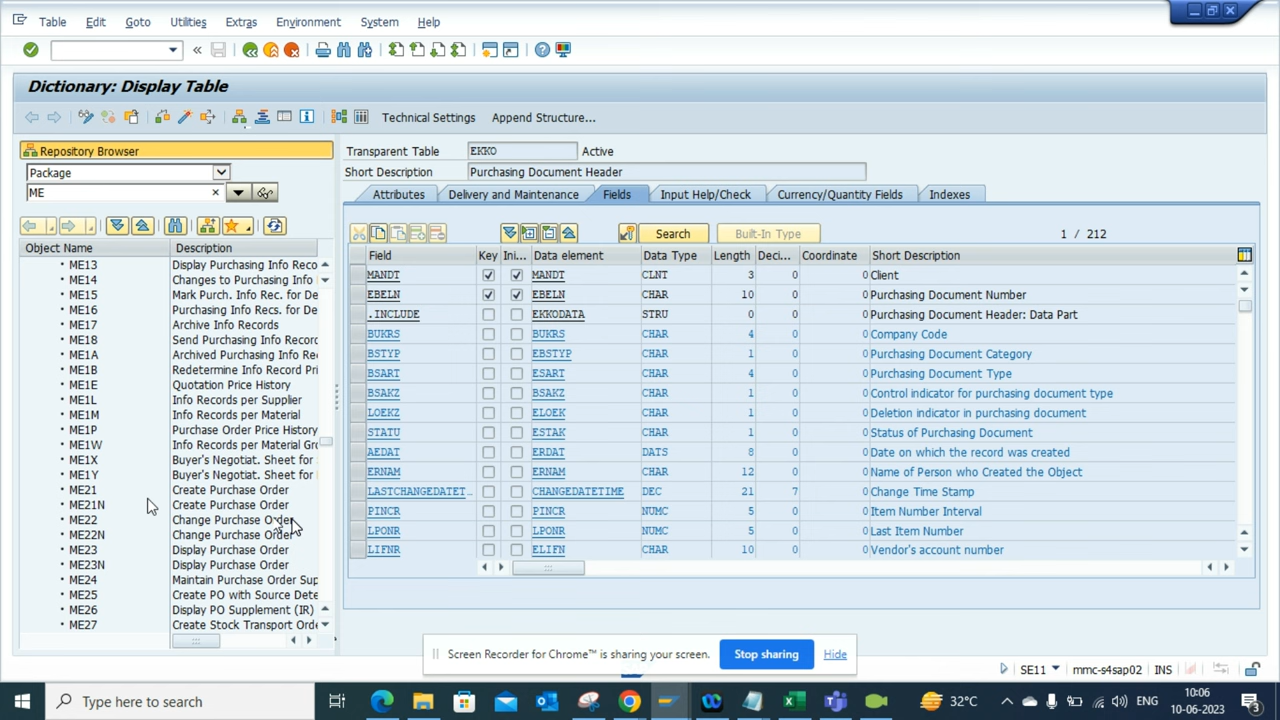 Table Edit Goto Utilities Extras Environment System Help
Dictionary: Display Table
Technical Settings Append Structure...
Repository Browser
Package
ME
Object Name Description
ME13 Display Purchasing Info Reco
ME14 Changes to Purchasing Info
ME15 Mark Purch. Info Rec. for De
ME16 Purchasing Info Recs. for De
ME17 Archive Info Records
ME18 Send Purchasing Info Record
ME1A Archived Purchasing Info Re
ME1B Redetermine Info Record Pri
ME1E Quotation Price History
ME1L Info Records per Supplier
ME1M Info Records per Material
ME1P Purchase Order Price History
ME1W Info Records per Material Gr
ME1X Buyer's Negotiat. Sheet for
ME1Y Buyer's Negotiat. Sheet for
ME21 Create Purchase Order
ME21N Create Purchase Order
ME22 Change Purchase Order
ME22N Change Purchase Order
ME23 Display Purchase Order
ME23N Display Purchase Order
ME24 Maintain Purchase Order Sup
ME25 Create PO with Source Dete
ME26 Display PO Supplement (IR)
ME27 Create Stock Transport Orde
Transparent Table EKKO Active
Short Description Purchasing Document Header
Attributes Delivery and Maintenance Fields Input Help/Check Currency/Quantity Fields Indexes
Search Built-In Type 1 / 212
Field Key Ini... Data element Data Type Length Deci... Coordinate Short Description
MANDT MANDT CLNT 3 0 0 Client
EBELN EBELN CHAR 10 0 0 Purchasing Document Number
.INCLUDE EKKODATA STRU 0 0 0 Purchasing Document Header: Data Part
BUKRS BUKRS CHAR 4 0 0 Company Code
BSTYP EBSTYP CHAR 1 0 0 Purchasing Document Category
BSART ESART CHAR 4 0 0 Purchasing Document Type
BSAKZ BSAKZ CHAR 1 0 0 Control indicator for purchasing document type
LOEKZ ELOEK CHAR 1 0 0 Deletion indicator in purchasing document
STATU ESTAK CHAR 1 0 0 Status of Purchasing Document
AEDAT ERDAT DATS 8 0 0 Date on which the record was created
ERNAM ERNAM CHAR 12 0 0 Name of Person who Created the Object
LASTCHANGEDATET... CHANGEDATETIME DEC 21 7 0 Change Time Stamp
PINCR PINCR NUMC 5 0 0 Item Number Interval
LPONR LPONR NUMC 5 0 0 Last Item Number
LIFNR ELIFN CHAR 10 0 0 Vendor's account number
Screen Recorder for Chrome™ is sharing your screen. Stop sharing Hide
SE11 mmc-s4sap02 INS
Type here to search 32°C ENG 10:06
10-06-2023 3